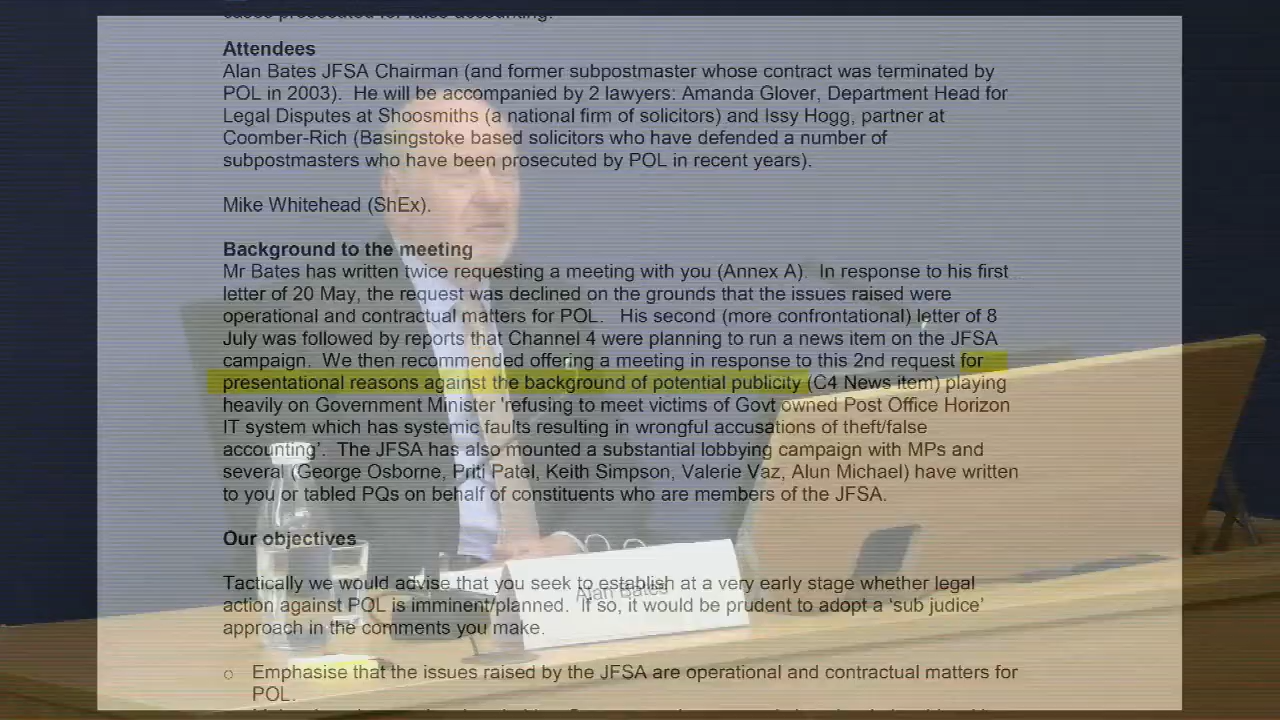 cases prosecuted for false accounting.
Attendees
Alan Bates JFSA Chairman (and former subpostmaster whose contract was terminated by
POL in 2003). He will be accompanied by 2 lawyers: Amanda Glover, Department Head for
Legal Disputes at Shoosmiths (a national firm of solicitors) and Issy Hogg, partner at
Coomber-Rich (Basingstoke based solicitors who have defended a number of
subpostmasters who have been prosecuted by POL in recent years).
Mike Whitehead (ShEx).
Background to the meeting
Mr Bates has written twice requesting a meeting with you (Annex A). In response to his first
letter of 20 May, the request was declined on the grounds that the issues raised were
operational and contractual matters for POL. His second (more confrontational) letter of 8
July was followed by reports that Channel 4 were planning to run a news item on the JFSA
campaign. We then recommended offering a meeting in response to this 2nd request for
presentational reasons against the background of potential publicity (C4 News item) playing
heavily on Government Minister 'refusing to meet victims of Govt owned Post Office Horizon
IT system which has systemic faults resulting in wrongful accusations of theft/false
accounting'. The JFSA has also mounted a substantial lobbying campaign with MPs and
several (George Osborne, Priti Patel, Keith Simpson, Valerie Vaz, Alun Michael) have written
to you or tabled PQs on behalf of constituents who are members of the JFSA.
Our objectives
Tactically we would advise that you seek to establish at a very early stage whether legal
action against POL is imminent/planned. If so, it would be prudent to adopt a 'sub judice'
approach in the comments you make.
Alan Bates
○ Emphasise that the issues raised by the JFSA are operational and contractual matters for
POL.